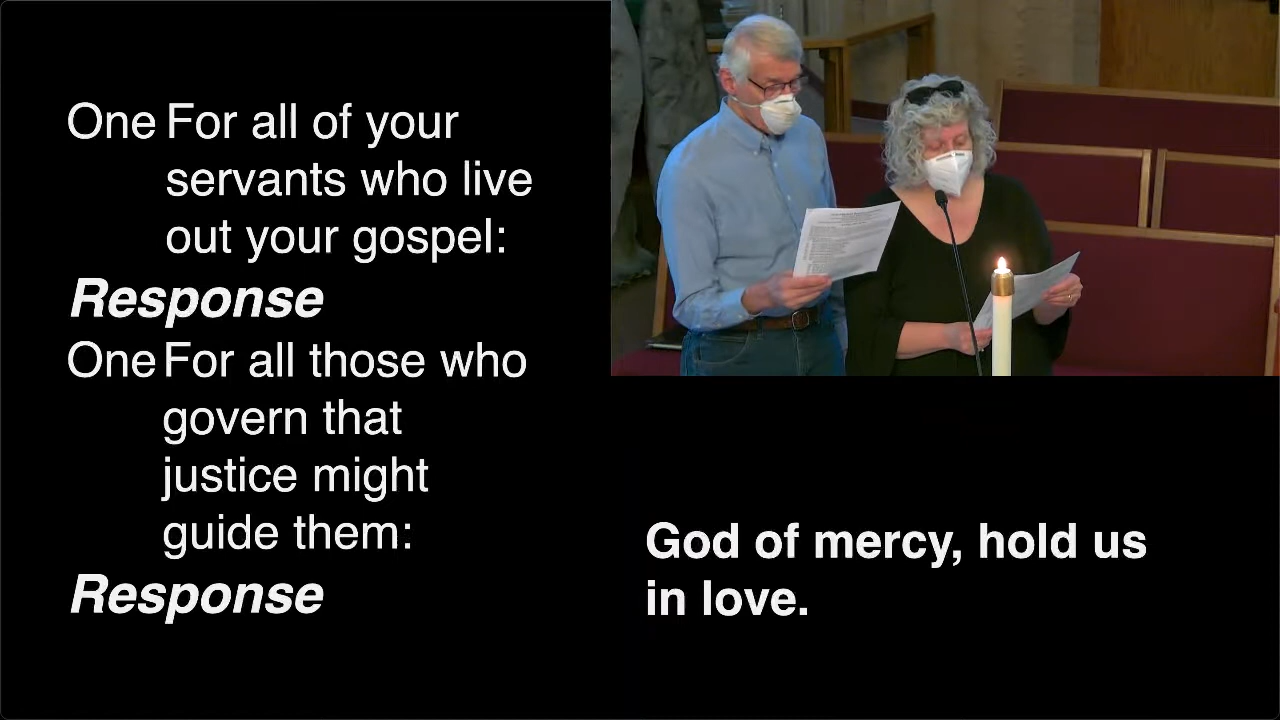 One For all of your
servants who live
out your gospel:
Response
One For all those who
govern that
justice might
guide them:
Response
God of mercy, hold us
in love.